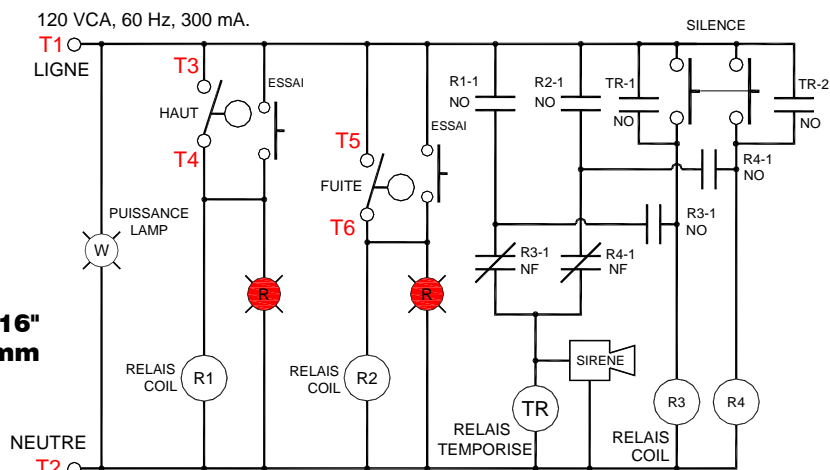 120 VCA, 60 Hz, 300 mA.
T1
LIGNE
SILENCE
T3
ESSAI
HAUT
T4
R1-1
NO
R2-1
NO
TR-1
NO
TR-2
NO
T5
ESSAI
FUITE
T6
R4-1
NO
R3-1
NO
PUISSANCE
LAMP
W
R
R
R3-1
NF
R4-1
NF
16"
mm
SIRENE
RELAIS
COIL
R1
RELAIS
COIL
R2
TR
RELAIS
TEMPORISE
R3
R4
RELAIS
COIL
NEUTRE
T2